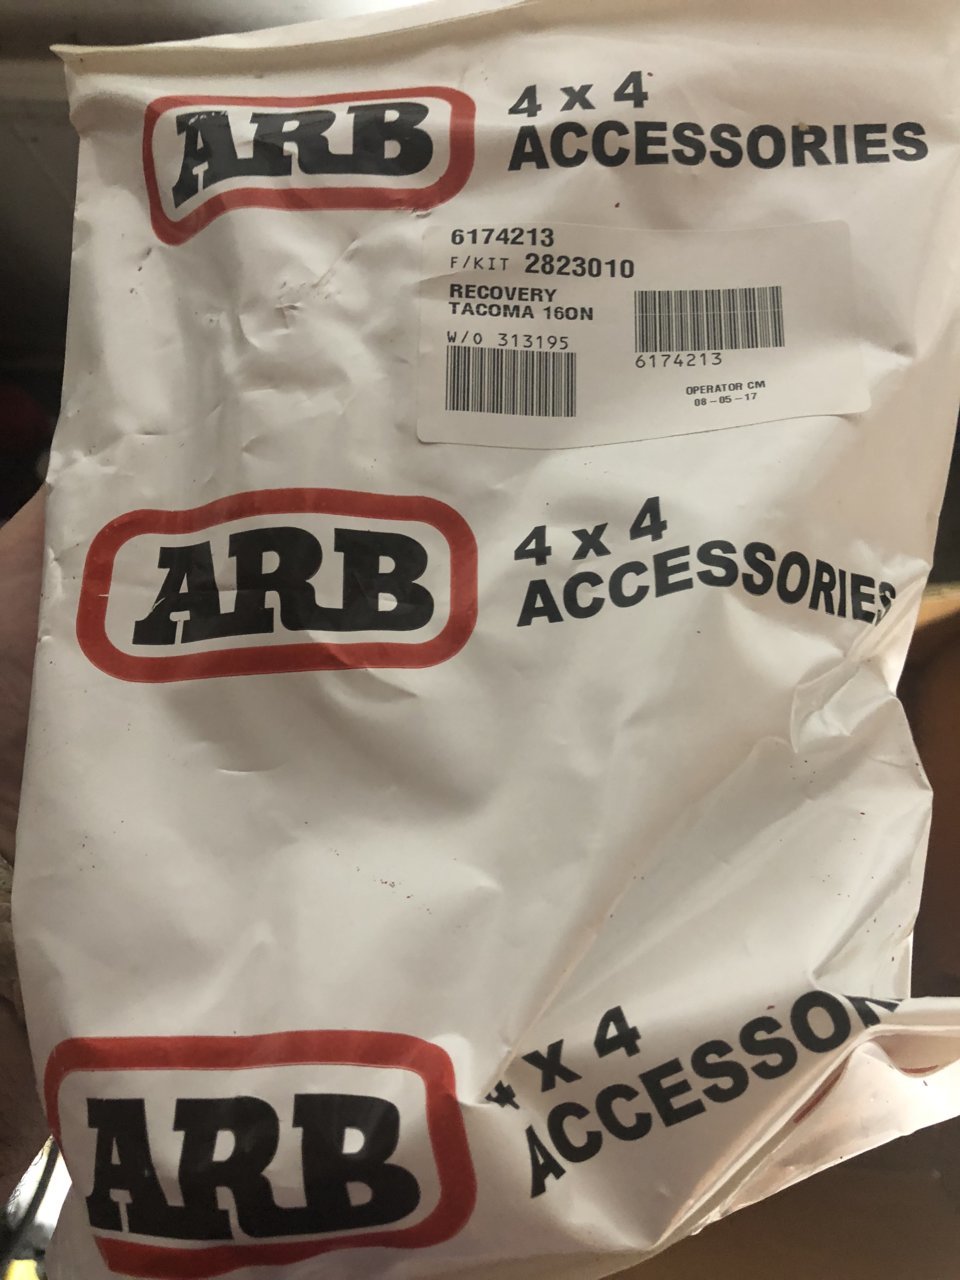 ARB
4 x 4
ACCESSORIES
6174213
F/KIT 2823010
RECOVERY
TACOMA 16ON
W/O 313195
6174213
OPERATOR CM
08-05-17
ARB
4 x 4
ACCESSORIES
ARB
4 x 4
ACCESSOR